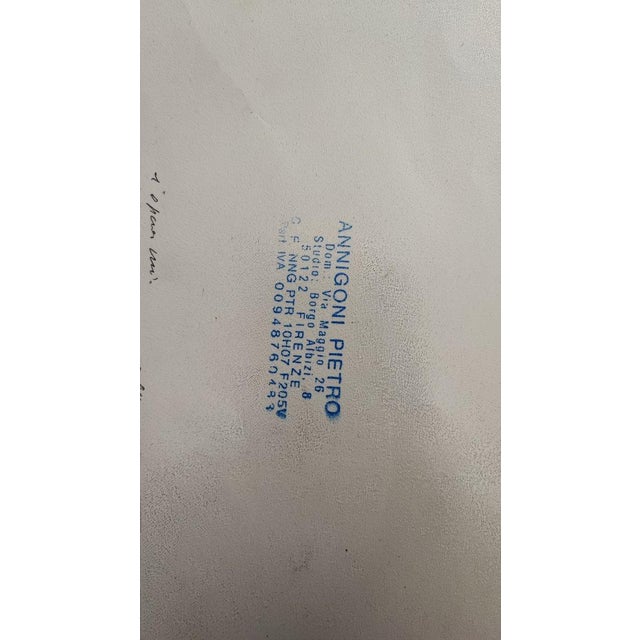 ANNIGONI PIETRO
Dom.: Via Maggio 26
Studio: Borgo Albizi, 8
50122 FIRENZE
C. F. NNG PTR 10H07 F205V
Part. IVA 00948760483